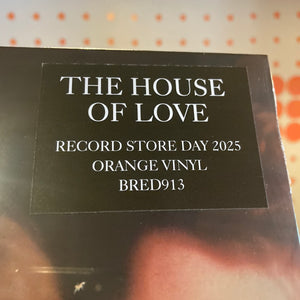 THE HOUSE
OF LOVE
RECORD STORE DAY 2025
ORANGE VINYL
BRED913